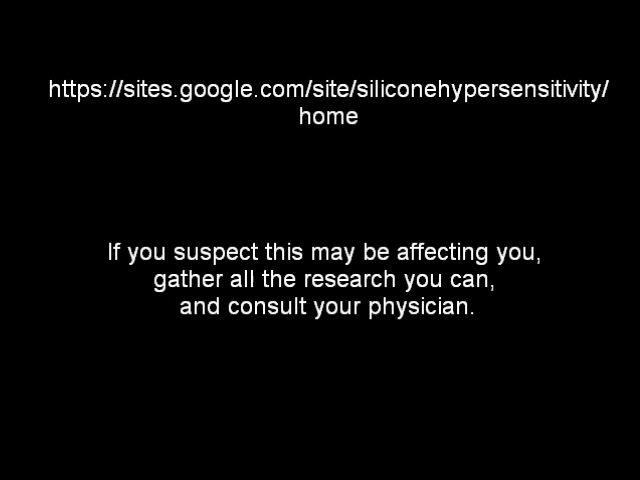 https://sites.google.com/site/siliconehypersensitivity/
home
If you suspect this may be affecting you,
gather all the research you can,
and consult your physician.